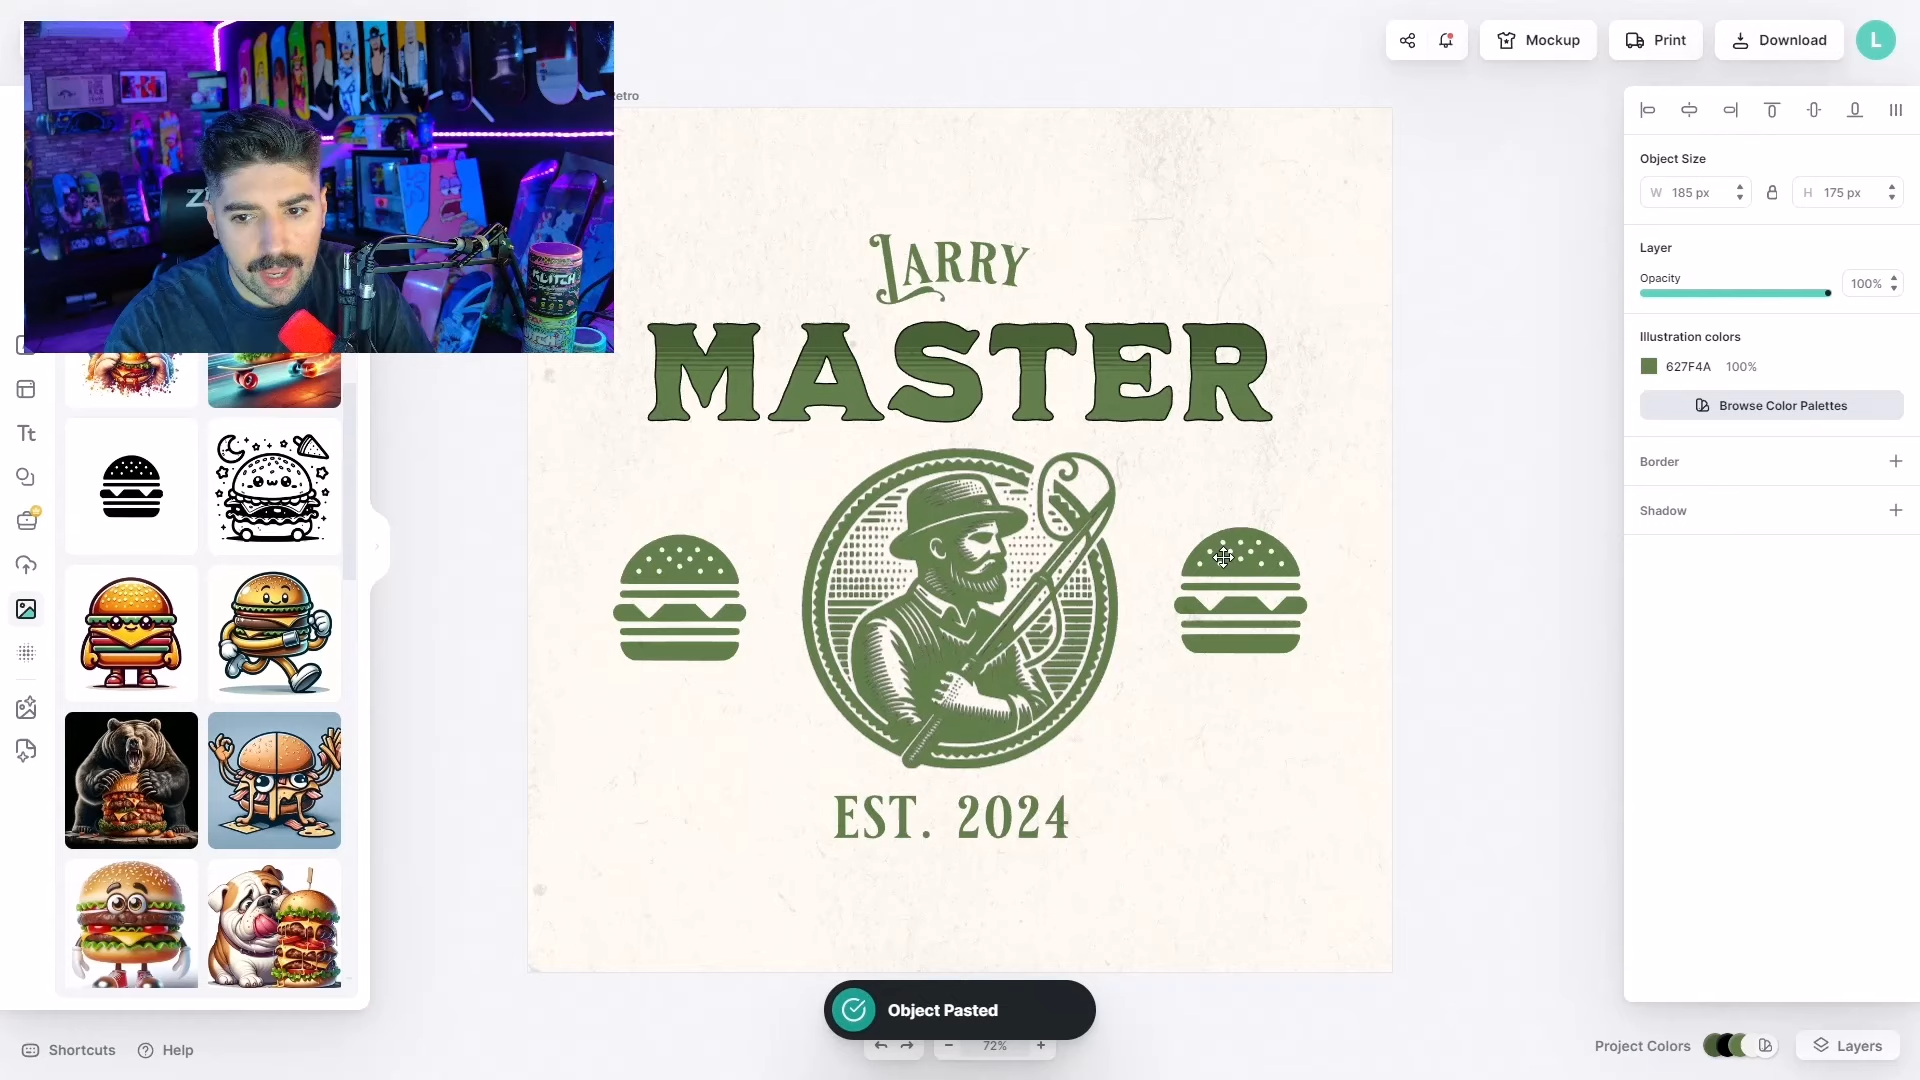 Mockup
Print
Download
L
etro
Object Size
W 185 px
H 175 px
Layer
Opacity
100%
Illustration colors
627F4A 100%
Browse Color Palettes
Border
Shadow
GLITCH
LARRY
MASTER
EST. 2024
Tt
Object Pasted
72%
Shortcuts
Help
Project Colors
Layers